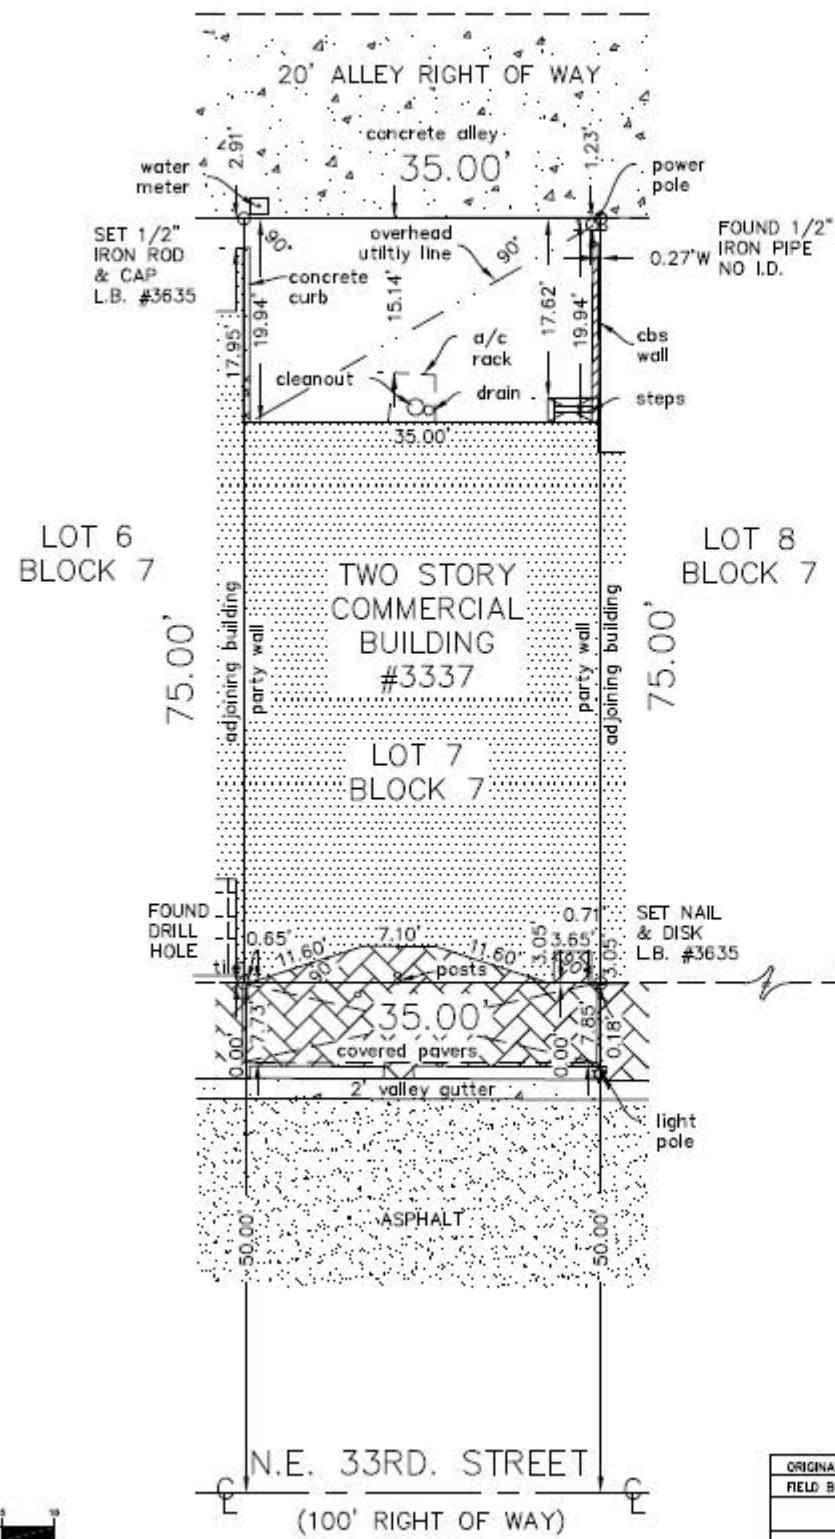 20' ALLEY RIGHT OF WAY
concrete alley
2.91'
35.00'
1.23'
water
meter
power
pole
SET 1/2"
IRON ROD
& CAP
L.B. #3635
90°
overhead
utiltly line
90°
FOUND 1/2"
IRON PIPE
NO I.D.
0.27'W
concrete
curb
17.95'
19.94'
15.14'
17.62'
19.94'
a/c
rack
cbs
wall
cleanout
drain
steps
35.00'
LOT 6
BLOCK 7
LOT 8
BLOCK 7
TWO STORY
COMMERCIAL
BUILDING
#3337
75.00'
adjoining building
party wall
party wall
adjoining building
75.00'
LOT 7
BLOCK 7
FOUND
DRILL
HOLE
0.65'
11.60'
7.10'
11.60'
3.05'
0.71'
3.65'
3.05'
SET NAIL
& DISK
L.B. #3635
tile
90°
posts
0.00'
7.73'
35.00'
0.00'
7.85'
0.18'
covered pavers
2' valley gutter
light
pole
ASPHALT
50.00'
50.00'
N.E. 33RD. STREET
(100' RIGHT OF WAY)
ORIGINA
FIELD B